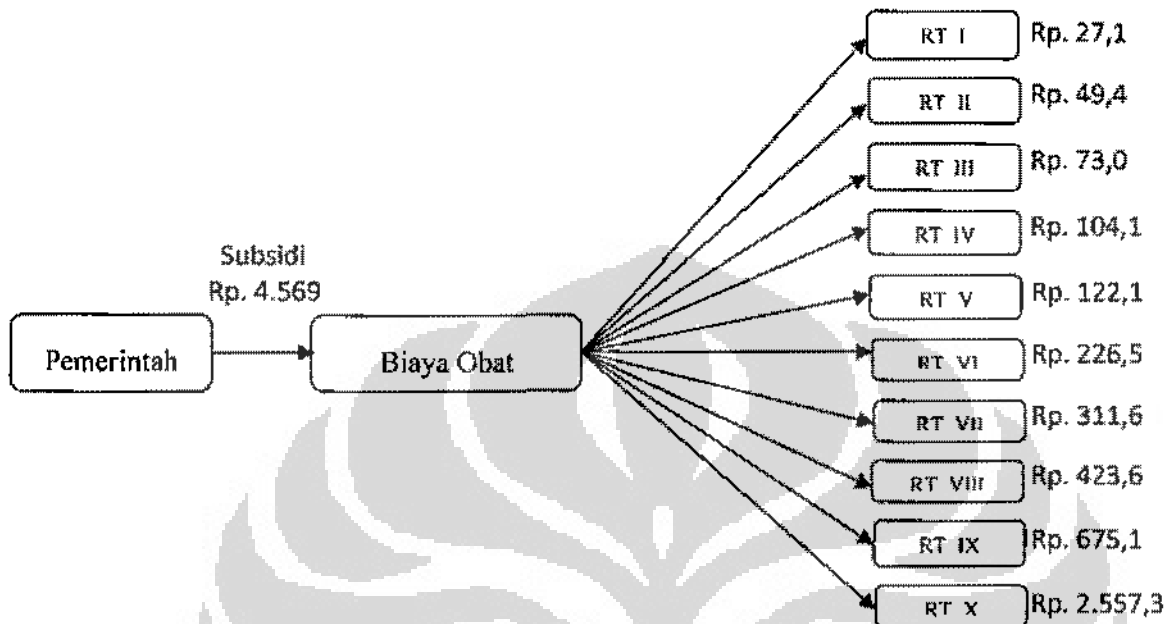 RT I Rp. 27,1
RT II Rp. 49,4
RT III Rp. 73,0
RT IV Rp. 104,1
Subsidi
Rp. 4.569
RT V Rp. 122,1
Pemerintah
Biaya Obat
RT VI Rp. 226,5
RT VII Rp. 311,6
RT VIII Rp. 423,6
RT IX Rp. 675,1
RT X Rp. 2.557,3